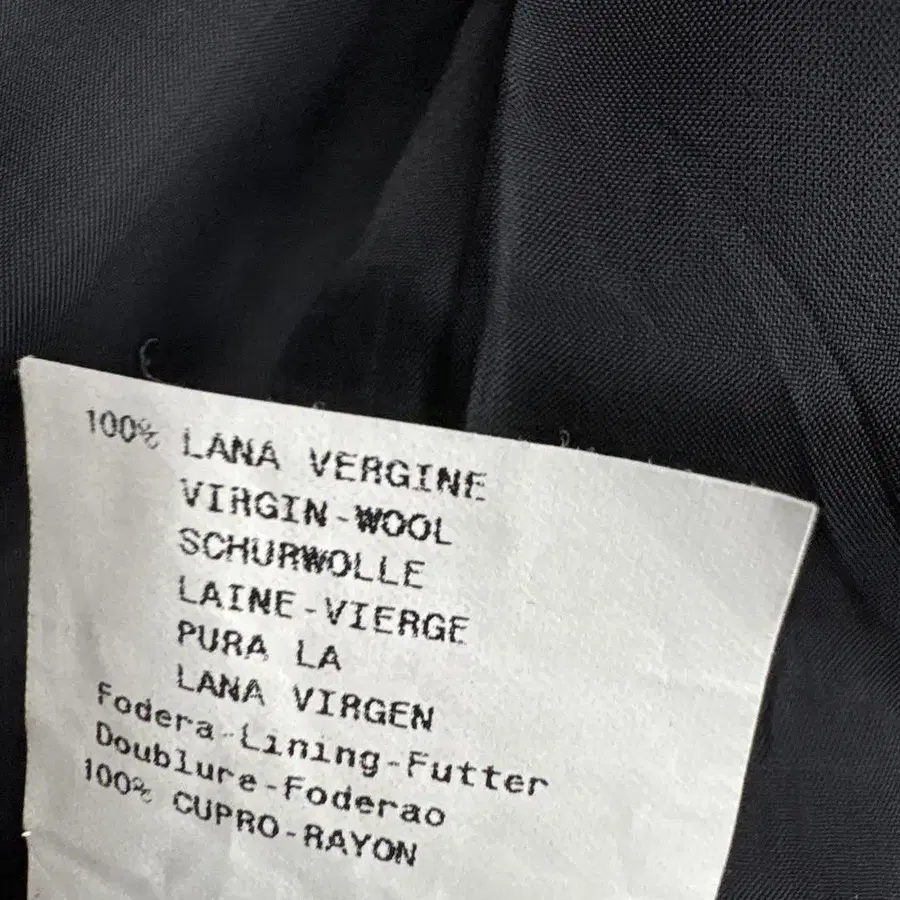 100% LANA VERGINE
VIRGIN-WOOL
SCHURWOLLE
LAINE-VIERGE
PURA LA
LANA VIRGEN
Fodera-Lining-Futter
Doublure-Foderao
100% CUPRO-RAYON